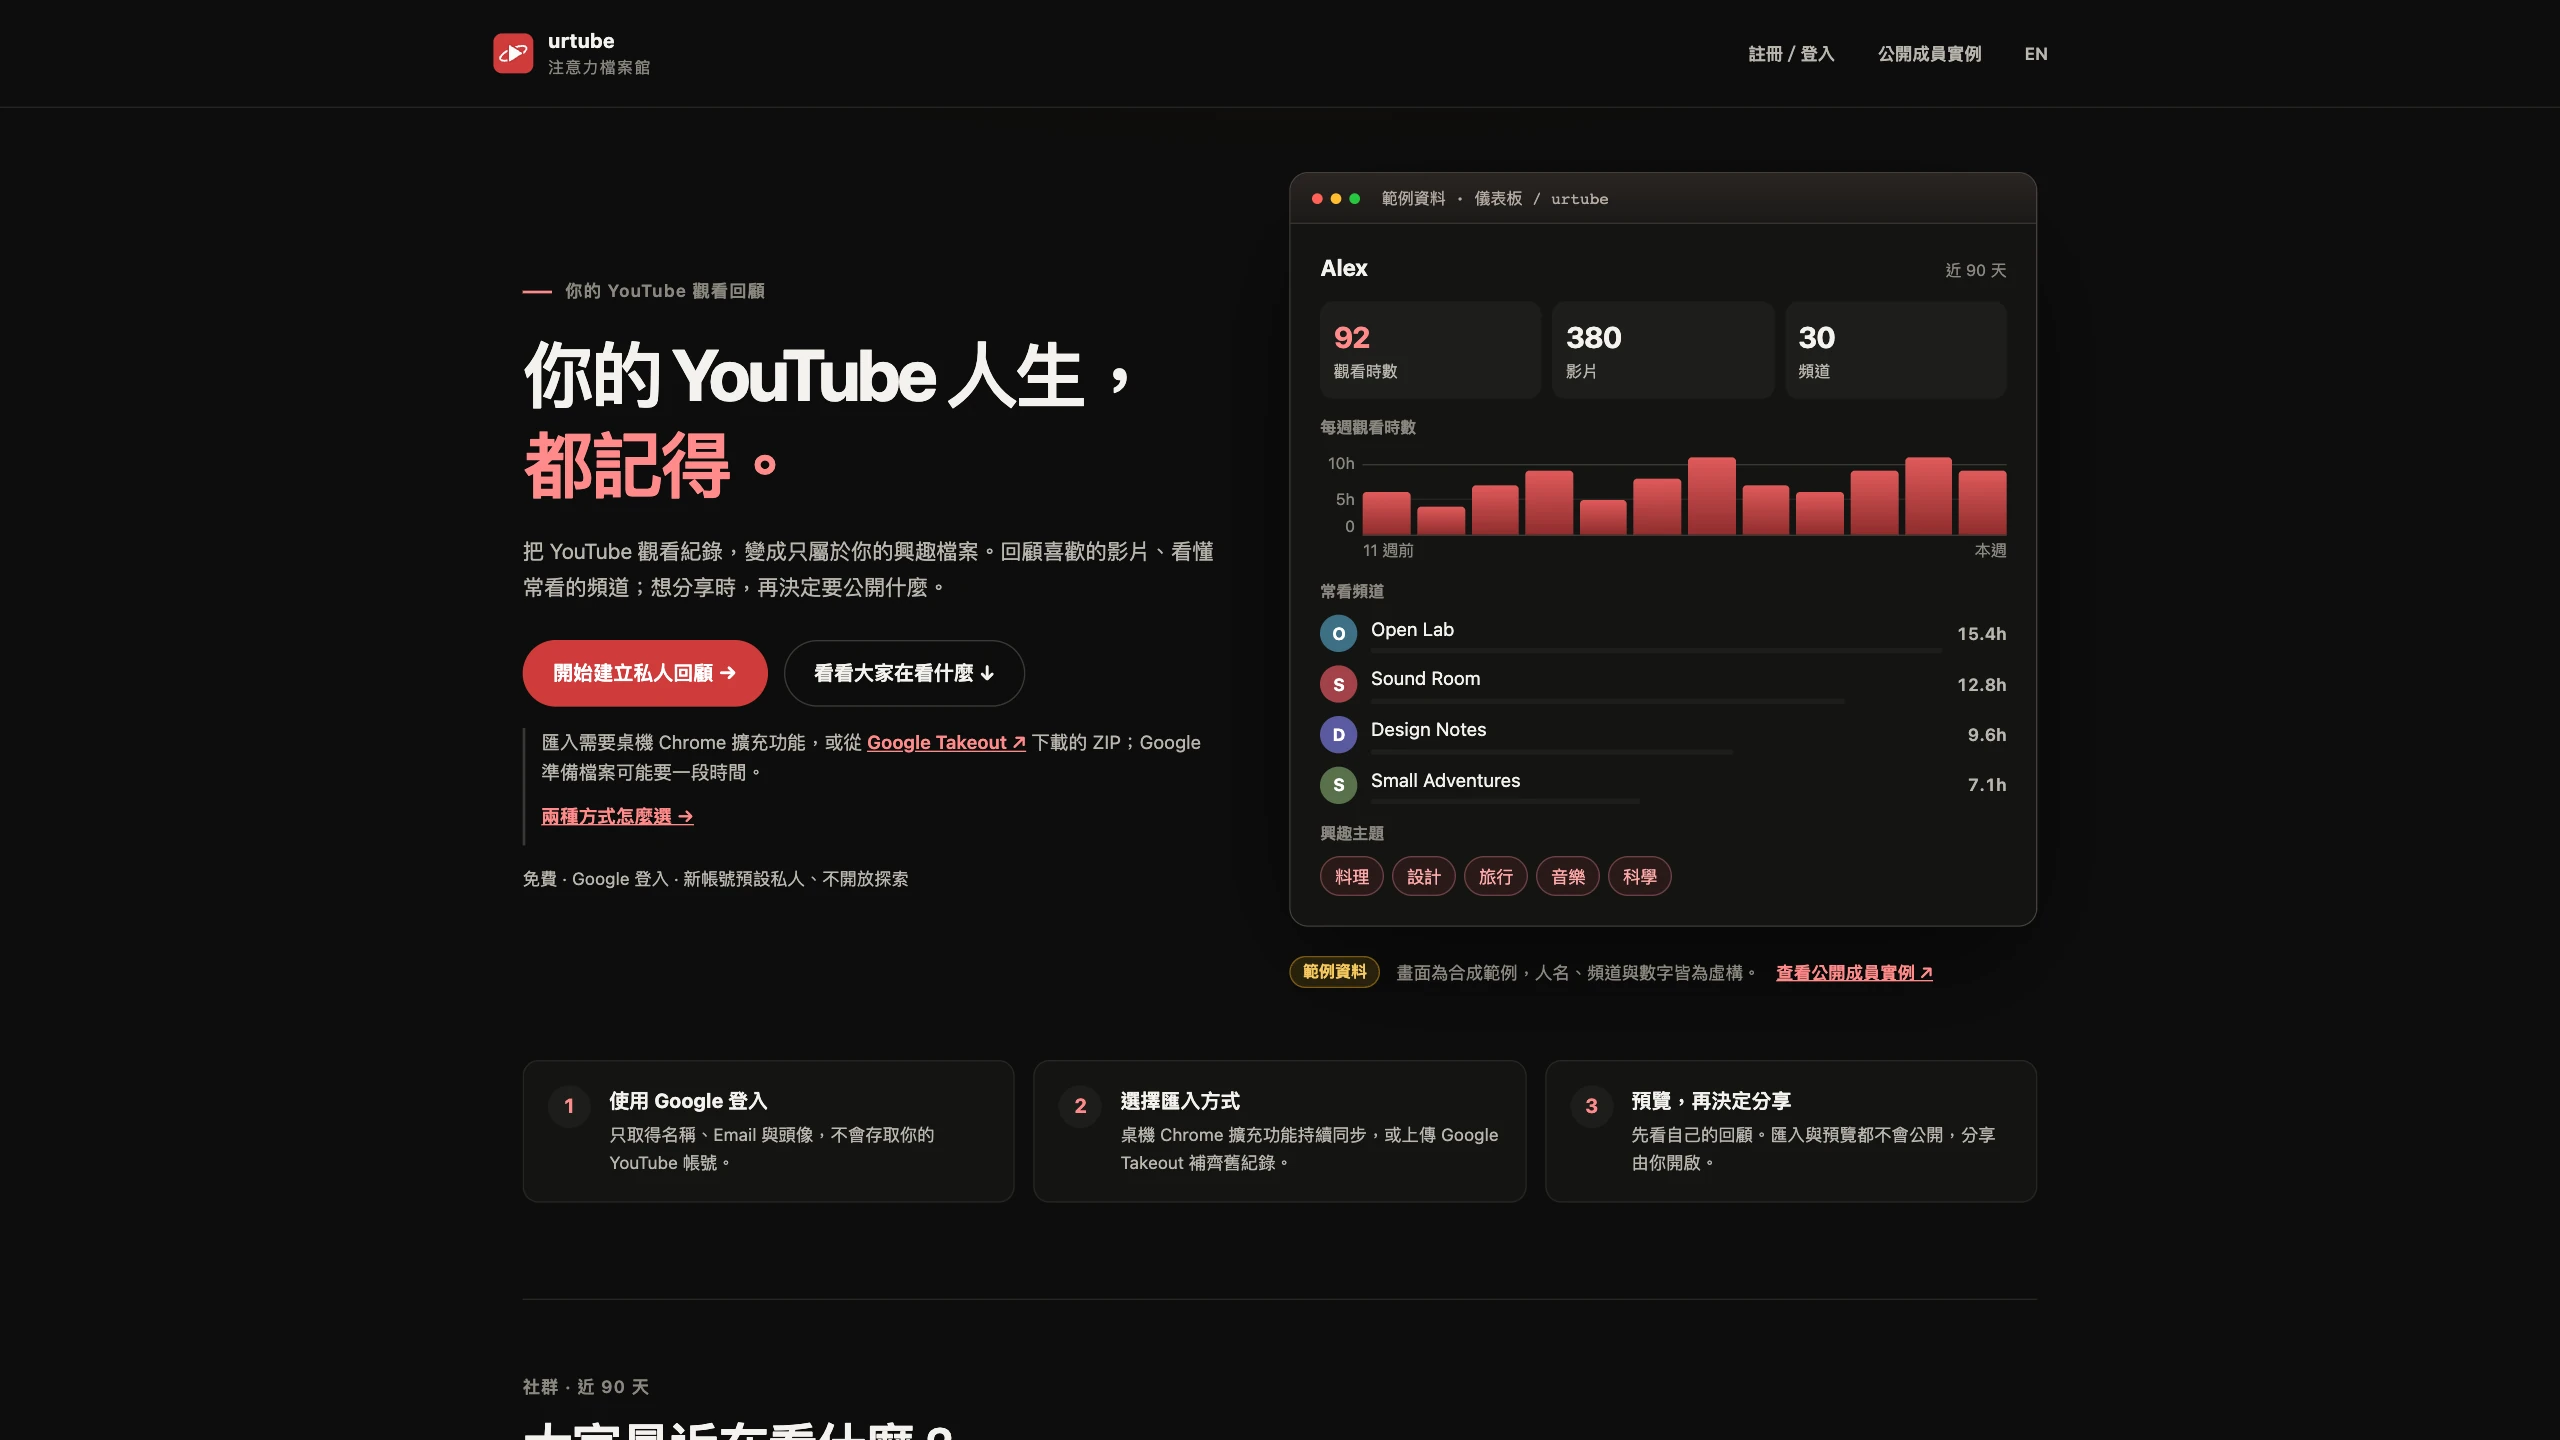 urtube
注意力檔案館
註冊 / 登入
公開成員實例
EN
你的 YouTube 觀看回顧
你的 YouTube 人生，
都記得。
把 YouTube 觀看紀錄，變成只屬於你的興趣檔案。回顧喜歡的影片、看懂
常看的頻道；想分享時，再決定要公開什麼。
開始建立私人回顧 →
看看大家在看什麼 ↓
匯入需要桌機 Chrome 擴充功能，或從 Google Takeout ↗ 下載的 ZIP；Google
準備檔案可能要一段時間。
兩種方式怎麼選 →
免費 · Google 登入 · 新帳號預設私人、不開放探索
範例資料 · 儀表板 / urtube
Alex
近 90 天
92
觀看時數
380
影片
30
頻道
每週觀看時數
10h
5h
0
11 週前
本週
常看頻道
O
Open Lab
15.4h
S
Sound Room
12.8h
D
Design Notes
9.6h
S
Small Adventures
7.1h
興趣主題
料理
設計
旅行
音樂
科學
範例資料
畫面為合成範例，人名、頻道與數字皆為虛構。
查看公開成員實例 ↗
1
使用 Google 登入
只取得名稱、Email 與頭像，不會存取你的
YouTube 帳號。
2
選擇匯入方式
桌機 Chrome 擴充功能持續同步，或上傳 Google
Takeout 補齊舊紀錄。
3
預覽，再決定分享
先看自己的回顧。匯入與預覽都不會公開，分享
由你開啟。
社群 · 近 90 天
大家最近在看什麼？